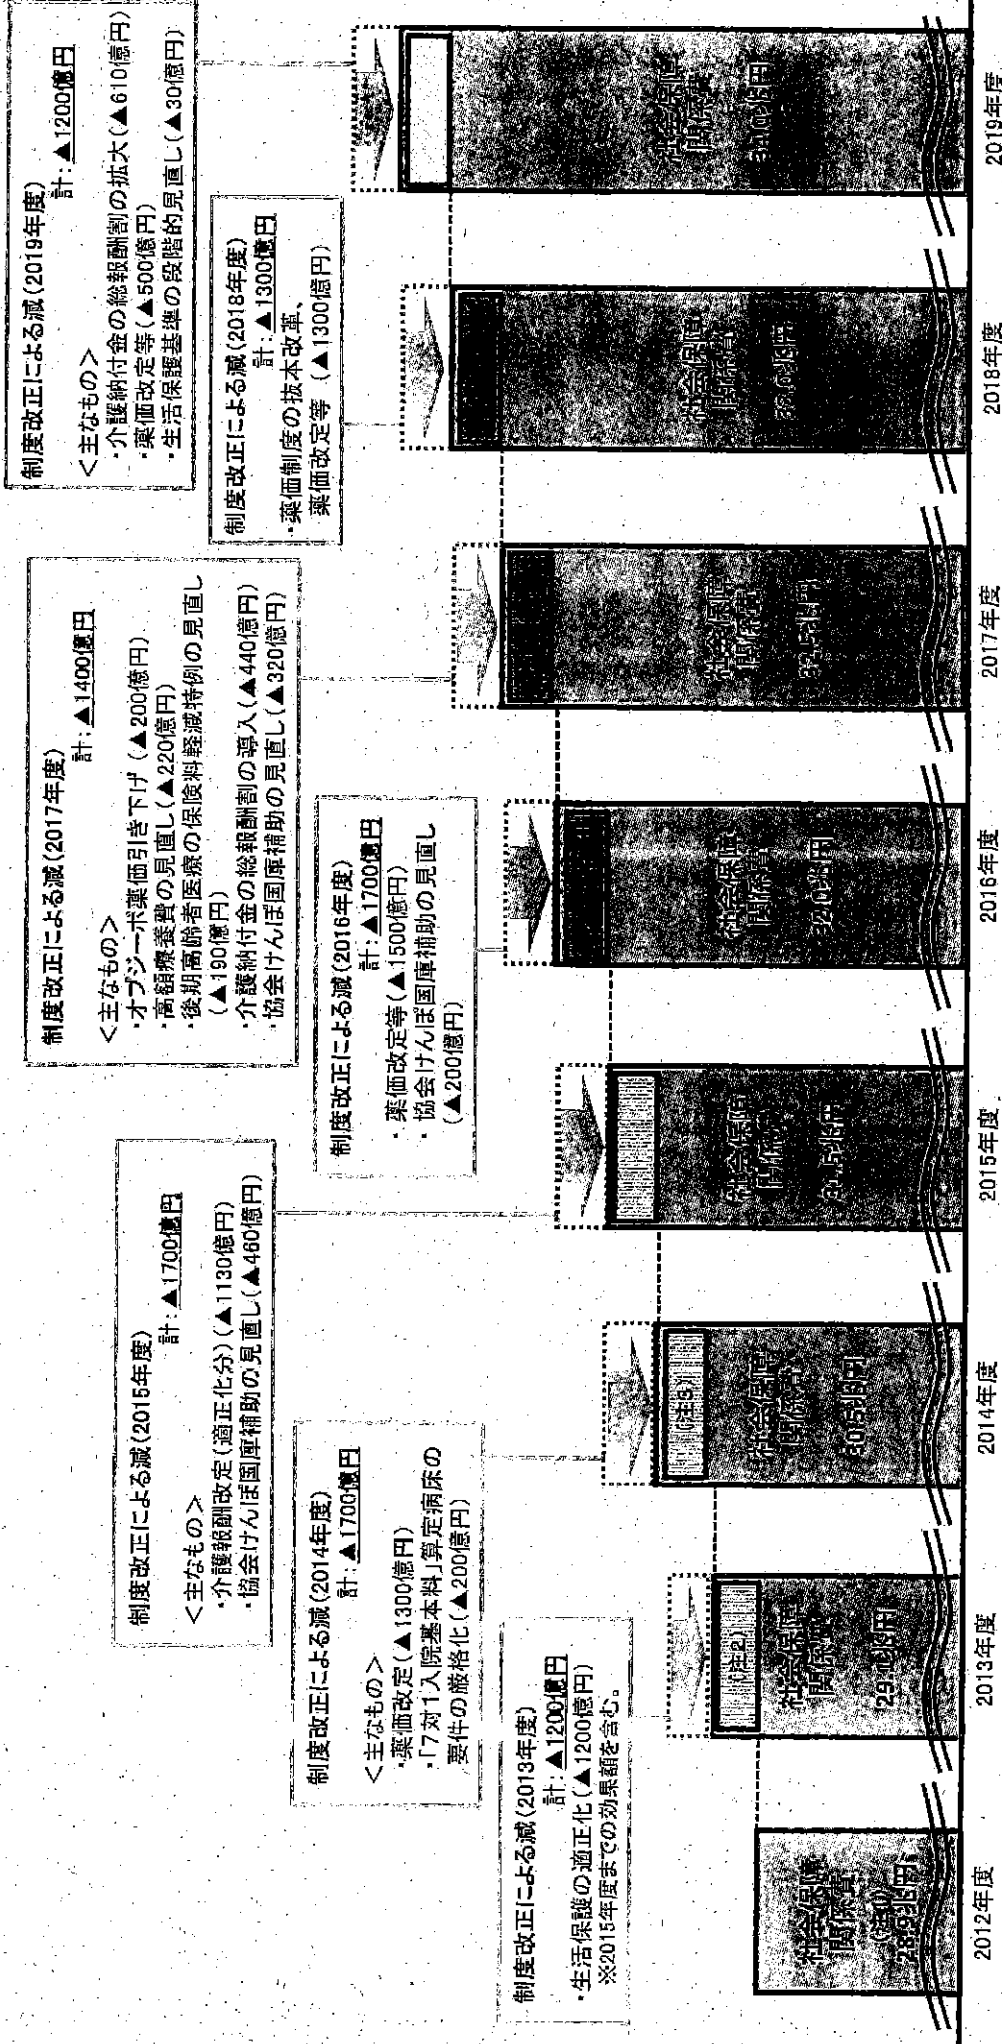 制度改正による減(2019年度)
計:▲1200億円
<主なもの>
・介護納付金の総報酬割の拡大(▲610億円)
・薬価改定等(▲500億円)
・生活保護基準の段階的見直し(▲30億円)
制度改正による減(2018年度)
計:▲1300億円
・薬価制度の抜本改革、
薬価改定等 (▲1300億円)
制度改正による減(2017年度)
計:▲1400億円
<主なもの>
・オプジーボ薬価引き下げ (▲200億円)
・高額療養費の見直し(▲220億円)
・後期高齢者医療の保険料軽減特例の見直し
(▲190億円)
・介護納付金の総報酬割の導入(▲440億円)
・協会けんぽ国庫補助の見直し(▲320億円)
制度改正による減(2016年度)
計:▲1700億円
・薬価改定等(▲1500億円)
・協会けんぽ国庫補助の見直し
(▲200億円)
制度改正による減(2015年度)
計:▲1700億円
<主なもの>
・介護報酬改定(適正化分)(▲1130億円)
・協会けんぽ国庫補助の見直し(▲460億円)
制度改正による減(2014年度)
計:▲1700億円
<主なもの>
・薬価改定(▲1300億円)
・「7対1入院基本料」算定病床の
要件の厳格化(▲200億円)
制度改正による減(2013年度)
計:▲1200億円
・生活保護の適正化(▲1200億円)
※2015年度までの効果額を含む。
社会保障
関係費
(注1)
28.9兆円
2012年度
(注2)
社会保障
関係費
29.1兆円
2013年度
(注3)
社会保障
関係費
30.5兆円
2014年度
社会保障
関係費
31.5兆円
2015年度
社会保障
関係費
32.0兆円
2016年度
社会保障
関係費
32.5兆円
2017年度
社会保障
関係費
2018年度
社会保障
関係費
2019年度